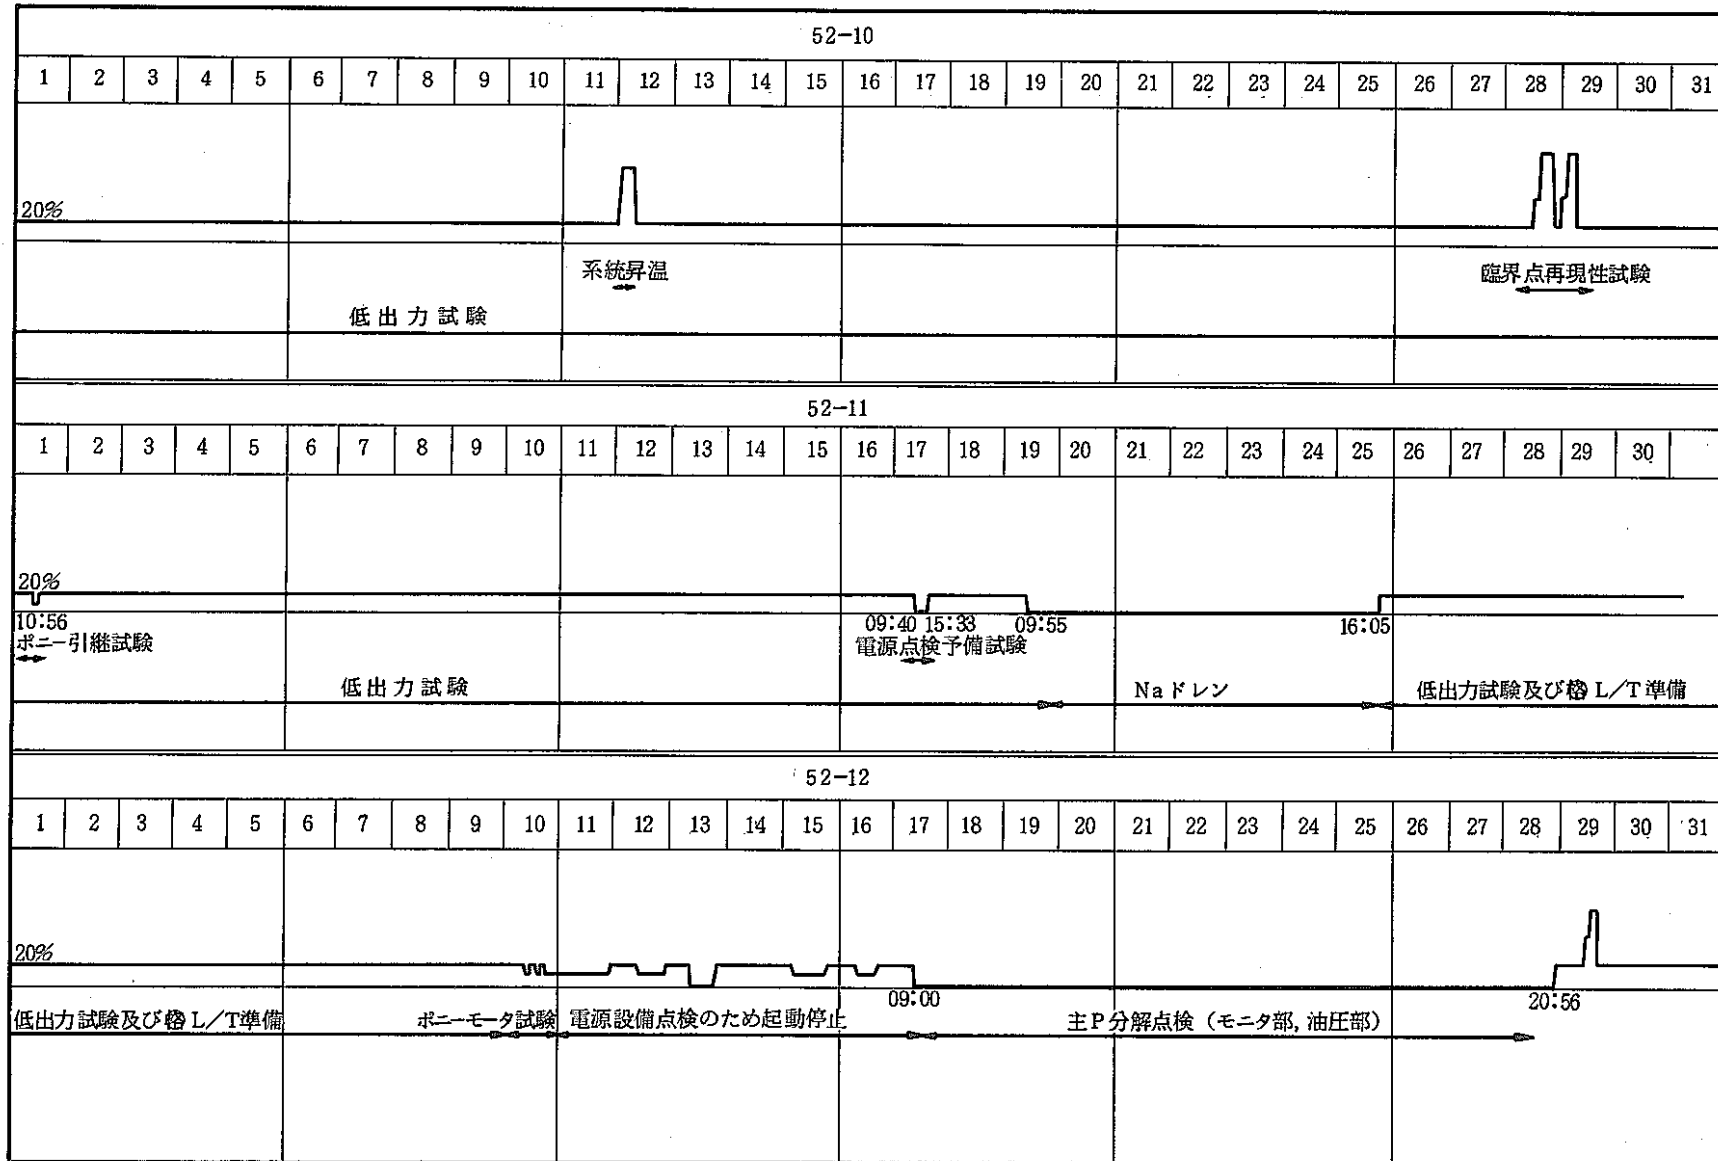 52-10
1 2 3 4 5 6 7 8 9 10 11 12 13 14 15 16 17 18 19 20 21 22 23 24 25 26 27 28 29 30 31
20%
系統昇温
臨界点再現性試験
低出力試験
52-11
1 2 3 4 5 6 7 8 9 10 11 12 13 14 15 16 17 18 19 20 21 22 23 24 25 26 27 28 29 30
20%
10:56 09:40 15:33 09:55 16:05
ポニー引継試験 電源点検予備試験
低出力試験 Naドレン 低出力試験及び L/T準備
52-12
1 2 3 4 5 6 7 8 9 10 11 12 13 14 15 16 17 18 19 20 21 22 23 24 25 26 27 28 29 30 31
20%
09:00 20:56
低出力試験及び L/T準備 ポニーモータ試験 電源設備点検のため起動停止 主P分解点検(モニタ部,油圧部)